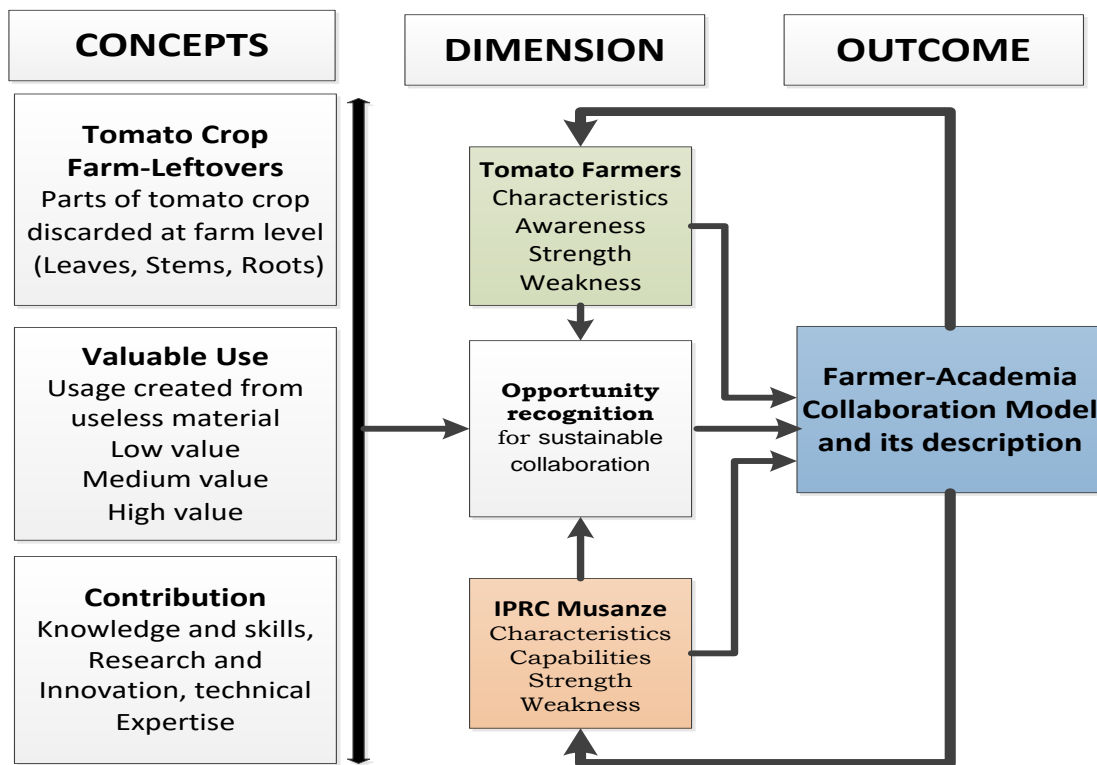 CONCEPTS
Tomato Crop
Farm-Leftovers
Parts of tomato crop
discarded at farm level
(Leaves, Stems, Roots)
Valuable Use
Usage created from
useless material
Low value
Medium value
High value
Contribution
Knowledge and skills,
Research and
Innovation, technical
Expertise
DIMENSION
Tomato Farmers
Characteristics
Awareness
Strength
Weakness
Opportunity
recognition
for sustainable
collaboration
IPRC Musanze
Characteristics
Capabilities
Strength
Weakness
OUTCOME
Farmer-Academia
Collaboration Model
and its description